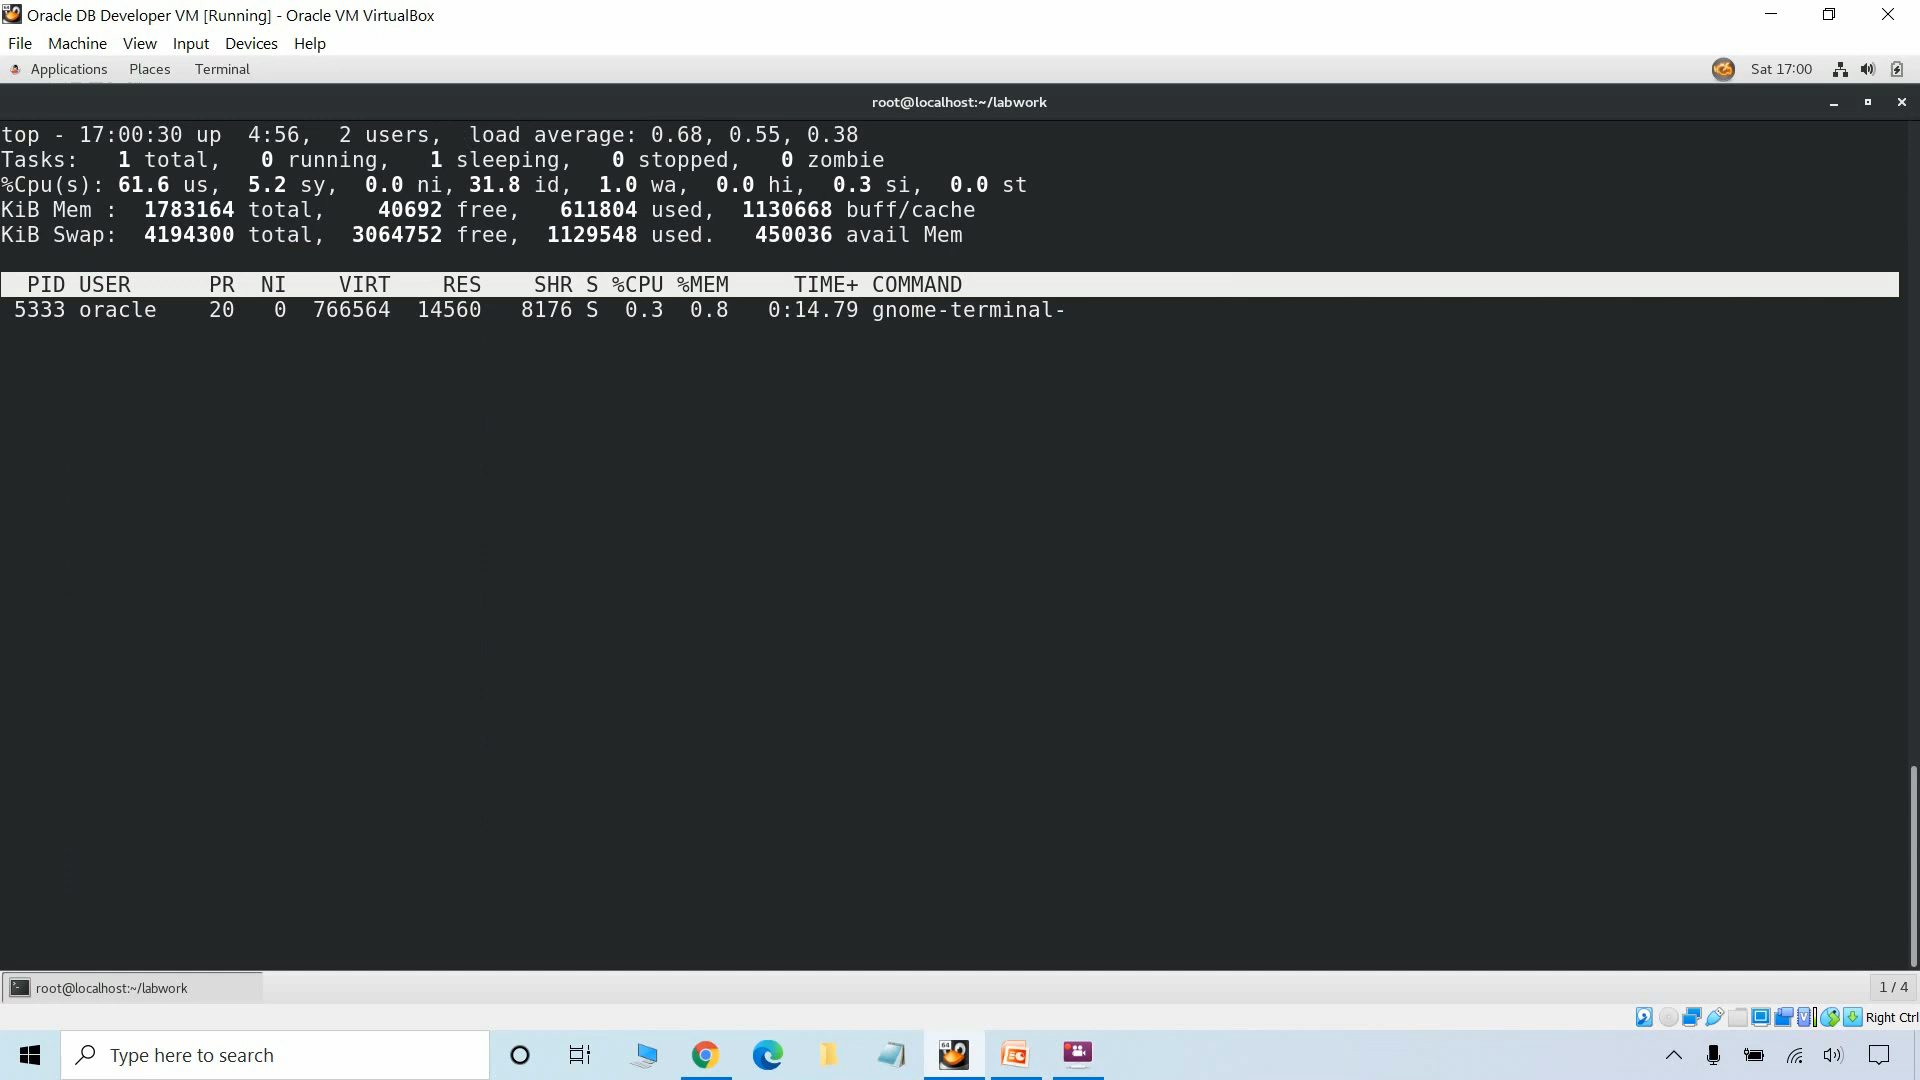 Oracle DB Developer VM [Running] - Oracle VM VirtualBox
File Machine View Input Devices Help
Applications Places Terminal Sat 17:00
root@localhost:~/labwork
top - 17:00:30 up  4:56,  2 users,  load average: 0.68, 0.55, 0.38
Tasks:   1 total,   0 running,   1 sleeping,   0 stopped,   0 zombie
%Cpu(s): 61.6 us,  5.2 sy,  0.0 ni, 31.8 id,  1.0 wa,  0.0 hi,  0.3 si,  0.0 st
KiB Mem :  1783164 total,    40692 free,   611804 used,  1130668 buff/cache
KiB Swap:  4194300 total,  3064752 free,  1129548 used.   450036 avail Mem
PID USER      PR  NI    VIRT    RES    SHR S %CPU %MEM     TIME+ COMMAND
5333 oracle    20   0  766564  14560   8176 S  0.3  0.8   0:14.79 gnome-terminal-
root@localhost:~/labwork 1 / 4
Right Ctrl
Type here to search